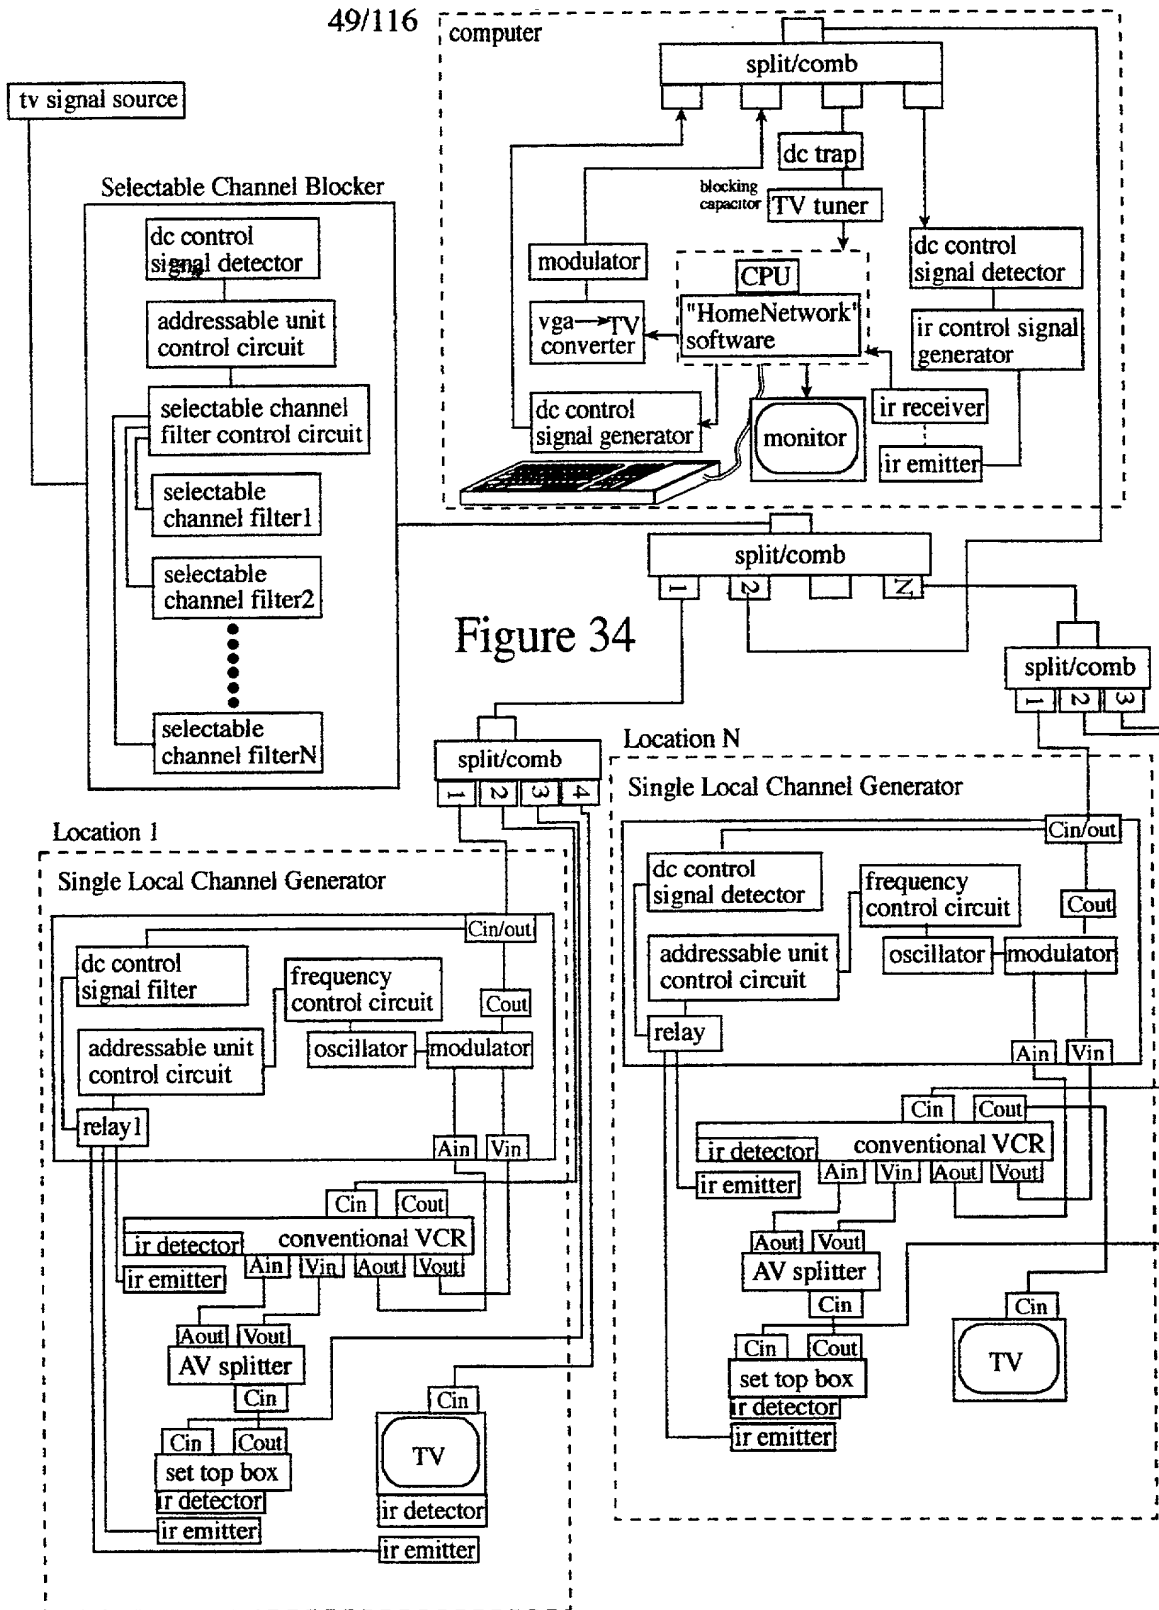 49/116
computer
split/comb
tv signal source
dc trap
blocking
capacitor
TV tuner
Selectable Channel Blocker
dc control
signal detector
addressable unit
control circuit
selectable channel
filter control circuit
selectable
channel filter1
selectable
channel filter2
selectable
channel filterN
modulator
vga→TV
converter
CPU
"HomeNetwork"
software
dc control
signal detector
ir control signal
generator
dc control
signal generator
monitor
ir receiver
ir emitter
split/comb
1
2
N
Figure 34
split/comb
1
2
3
split/comb
1
2
3
4
Location 1
Single Local Channel Generator
Cin/out
dc control
signal filter
frequency
control circuit
Cout
addressable unit
control circuit
oscillator
modulator
relay1
Ain
Vin
Cin
Cout
conventional VCR
ir detector
Ain
Vin
Aout
Vout
ir emitter
Aout
Vout
AV splitter
Cin
Cin
Cout
set top box
ir detector
ir emitter
Cin
TV
ir detector
ir emitter
Location N
Single Local Channel Generator
Cin/out
dc control
signal detector
frequency
control circuit
Cout
addressable unit
control circuit
oscillator
modulator
relay
Ain
Vin
Cin
Cout
conventional VCR
ir detector
Ain
Vin
Aout
Vout
ir emitter
Aout
Vout
AV splitter
Cin
Cin
Cout
set top box
ir detector
ir emitter
Cin
TV